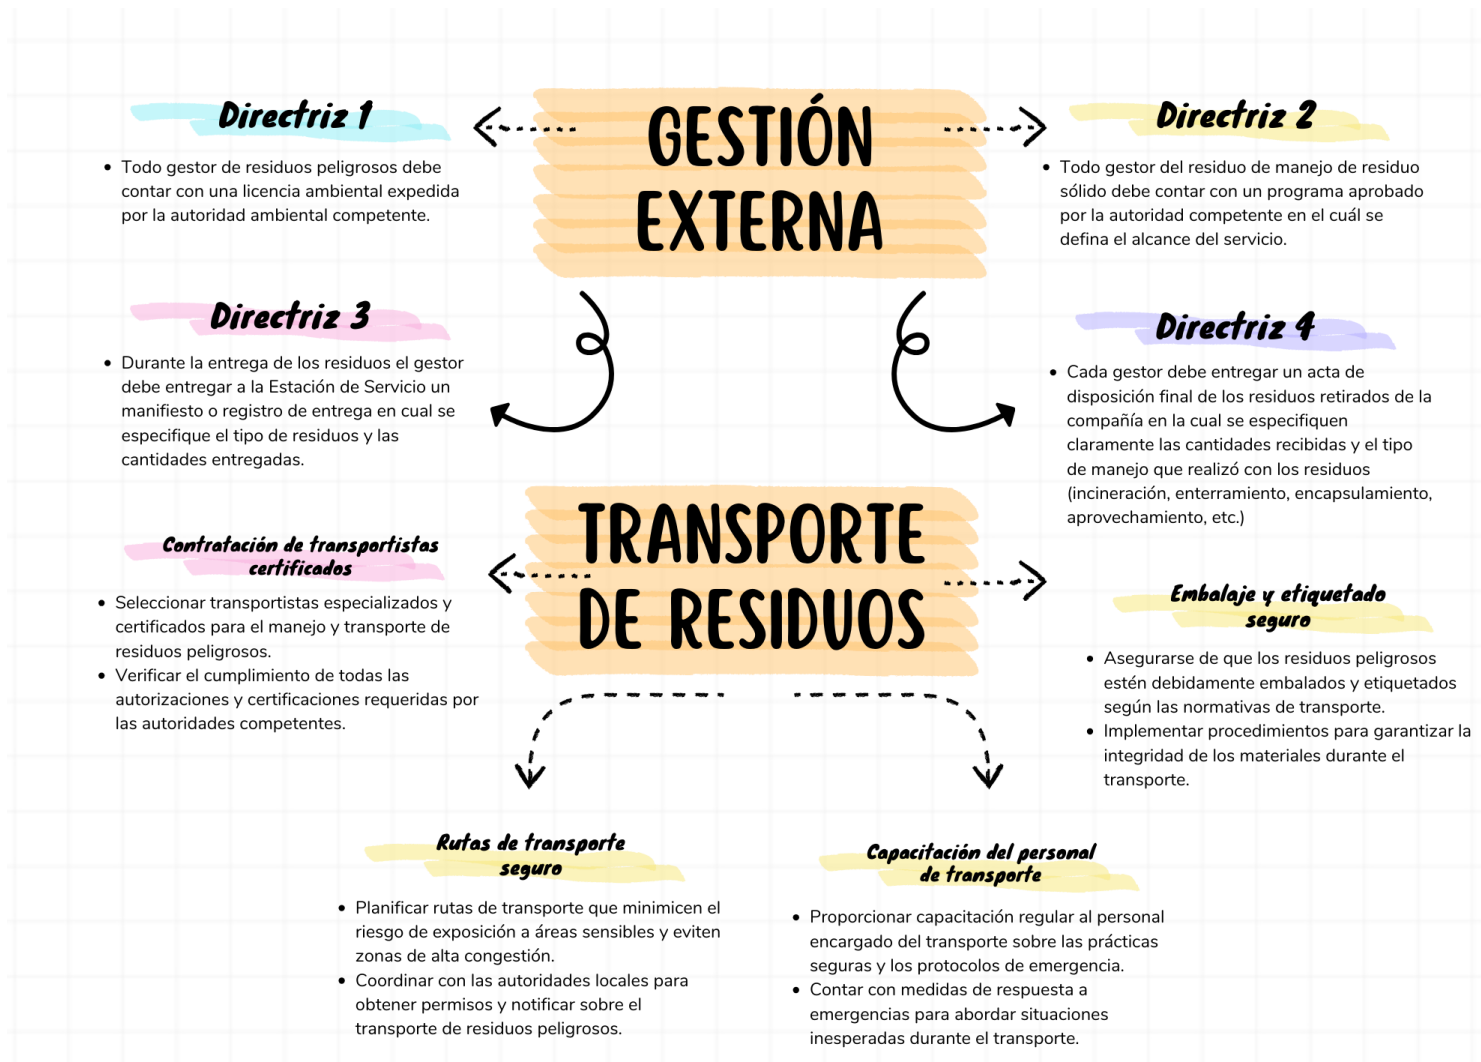 GESTIÓN
EXTERNA
Directriz 1
• Todo gestor de residuos peligrosos debe
contar con una licencia ambiental expedida
por la autoridad ambiental competente.
Directriz 2
• Todo gestor del residuo de manejo de residuo
sólido debe contar con un programa aprobado
por la autoridad competente en el cuál se
defina el alcance del servicio.
Directriz 3
• Durante la entrega de los residuos el gestor
debe entregar a la Estación de Servicio un
manifiesto o registro de entrega en cual se
especifique el tipo de residuos y las
cantidades entregadas.
Directriz 4
• Cada gestor debe entregar un acta de
disposición final de los residuos retirados de la
compañía en la cual se especifiquen
claramente las cantidades recibidas y el tipo
de manejo que realizó con los residuos
(incineración, enterramiento, encapsulamiento,
aprovechamiento, etc.)
TRANSPORTE
DE RESIDUOS
Contratación de transportistas
certificados
• Seleccionar transportistas especializados y
certificados para el manejo y transporte de
residuos peligrosos.
• Verificar el cumplimiento de todas las
autorizaciones y certificaciones requeridas por
las autoridades competentes.
Embalaje y etiquetado
seguro
• Asegurarse de que los residuos peligrosos
estén debidamente embalados y etiquetados
según las normativas de transporte.
• Implementar procedimientos para garantizar la
integridad de los materiales durante el
transporte.
Rutas de transporte
seguro
• Planificar rutas de transporte que minimicen el
riesgo de exposición a áreas sensibles y eviten
zonas de alta congestión.
• Coordinar con las autoridades locales para
obtener permisos y notificar sobre el
transporte de residuos peligrosos.
Capacitación del personal
de transporte
• Proporcionar capacitación regular al personal
encargado del transporte sobre las prácticas
seguras y los protocolos de emergencia.
• Contar con medidas de respuesta a
emergencias para abordar situaciones
inesperadas durante el transporte.